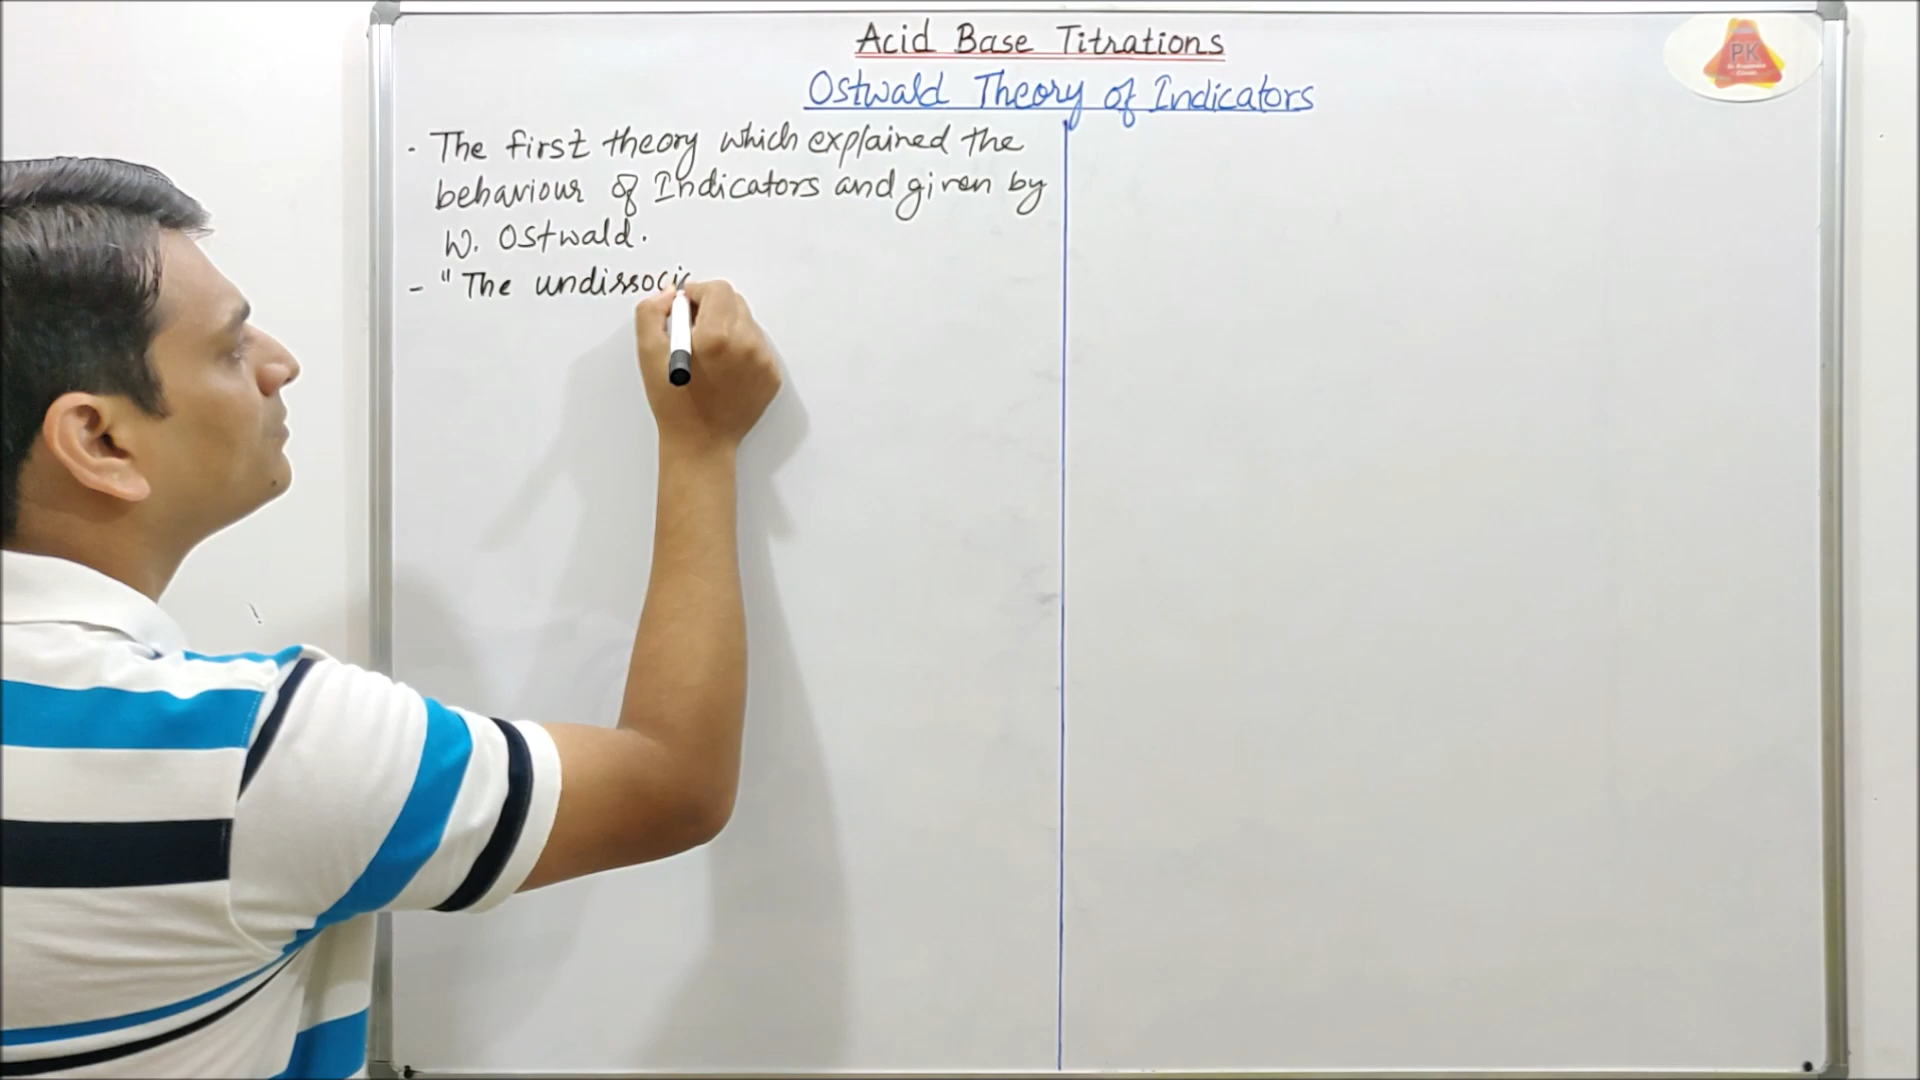 Acid Base Titrations
Ostwald Theory of Indicators
PK
- The first theory which explained the
behaviour of Indicators and given by
W. Ostwald.
- "The undissoci